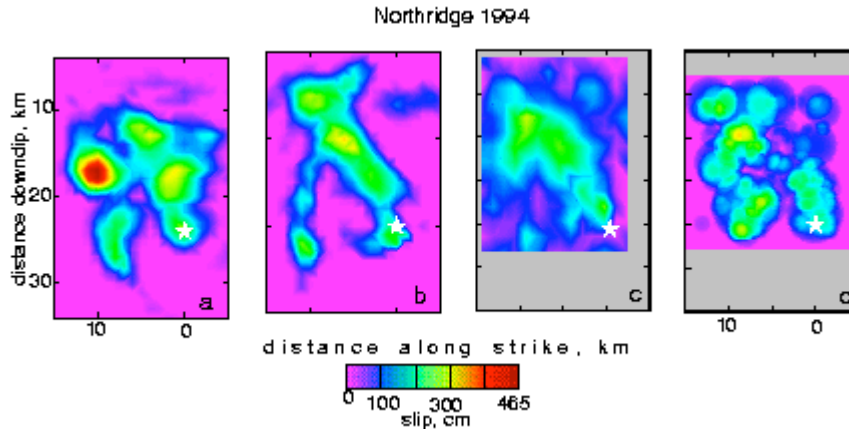 Northridge 1994
distance downdip, km
10
20
30
a
b
c
d
10 0
10 0
distance along strike, km
0 100 300 465
slip, cm